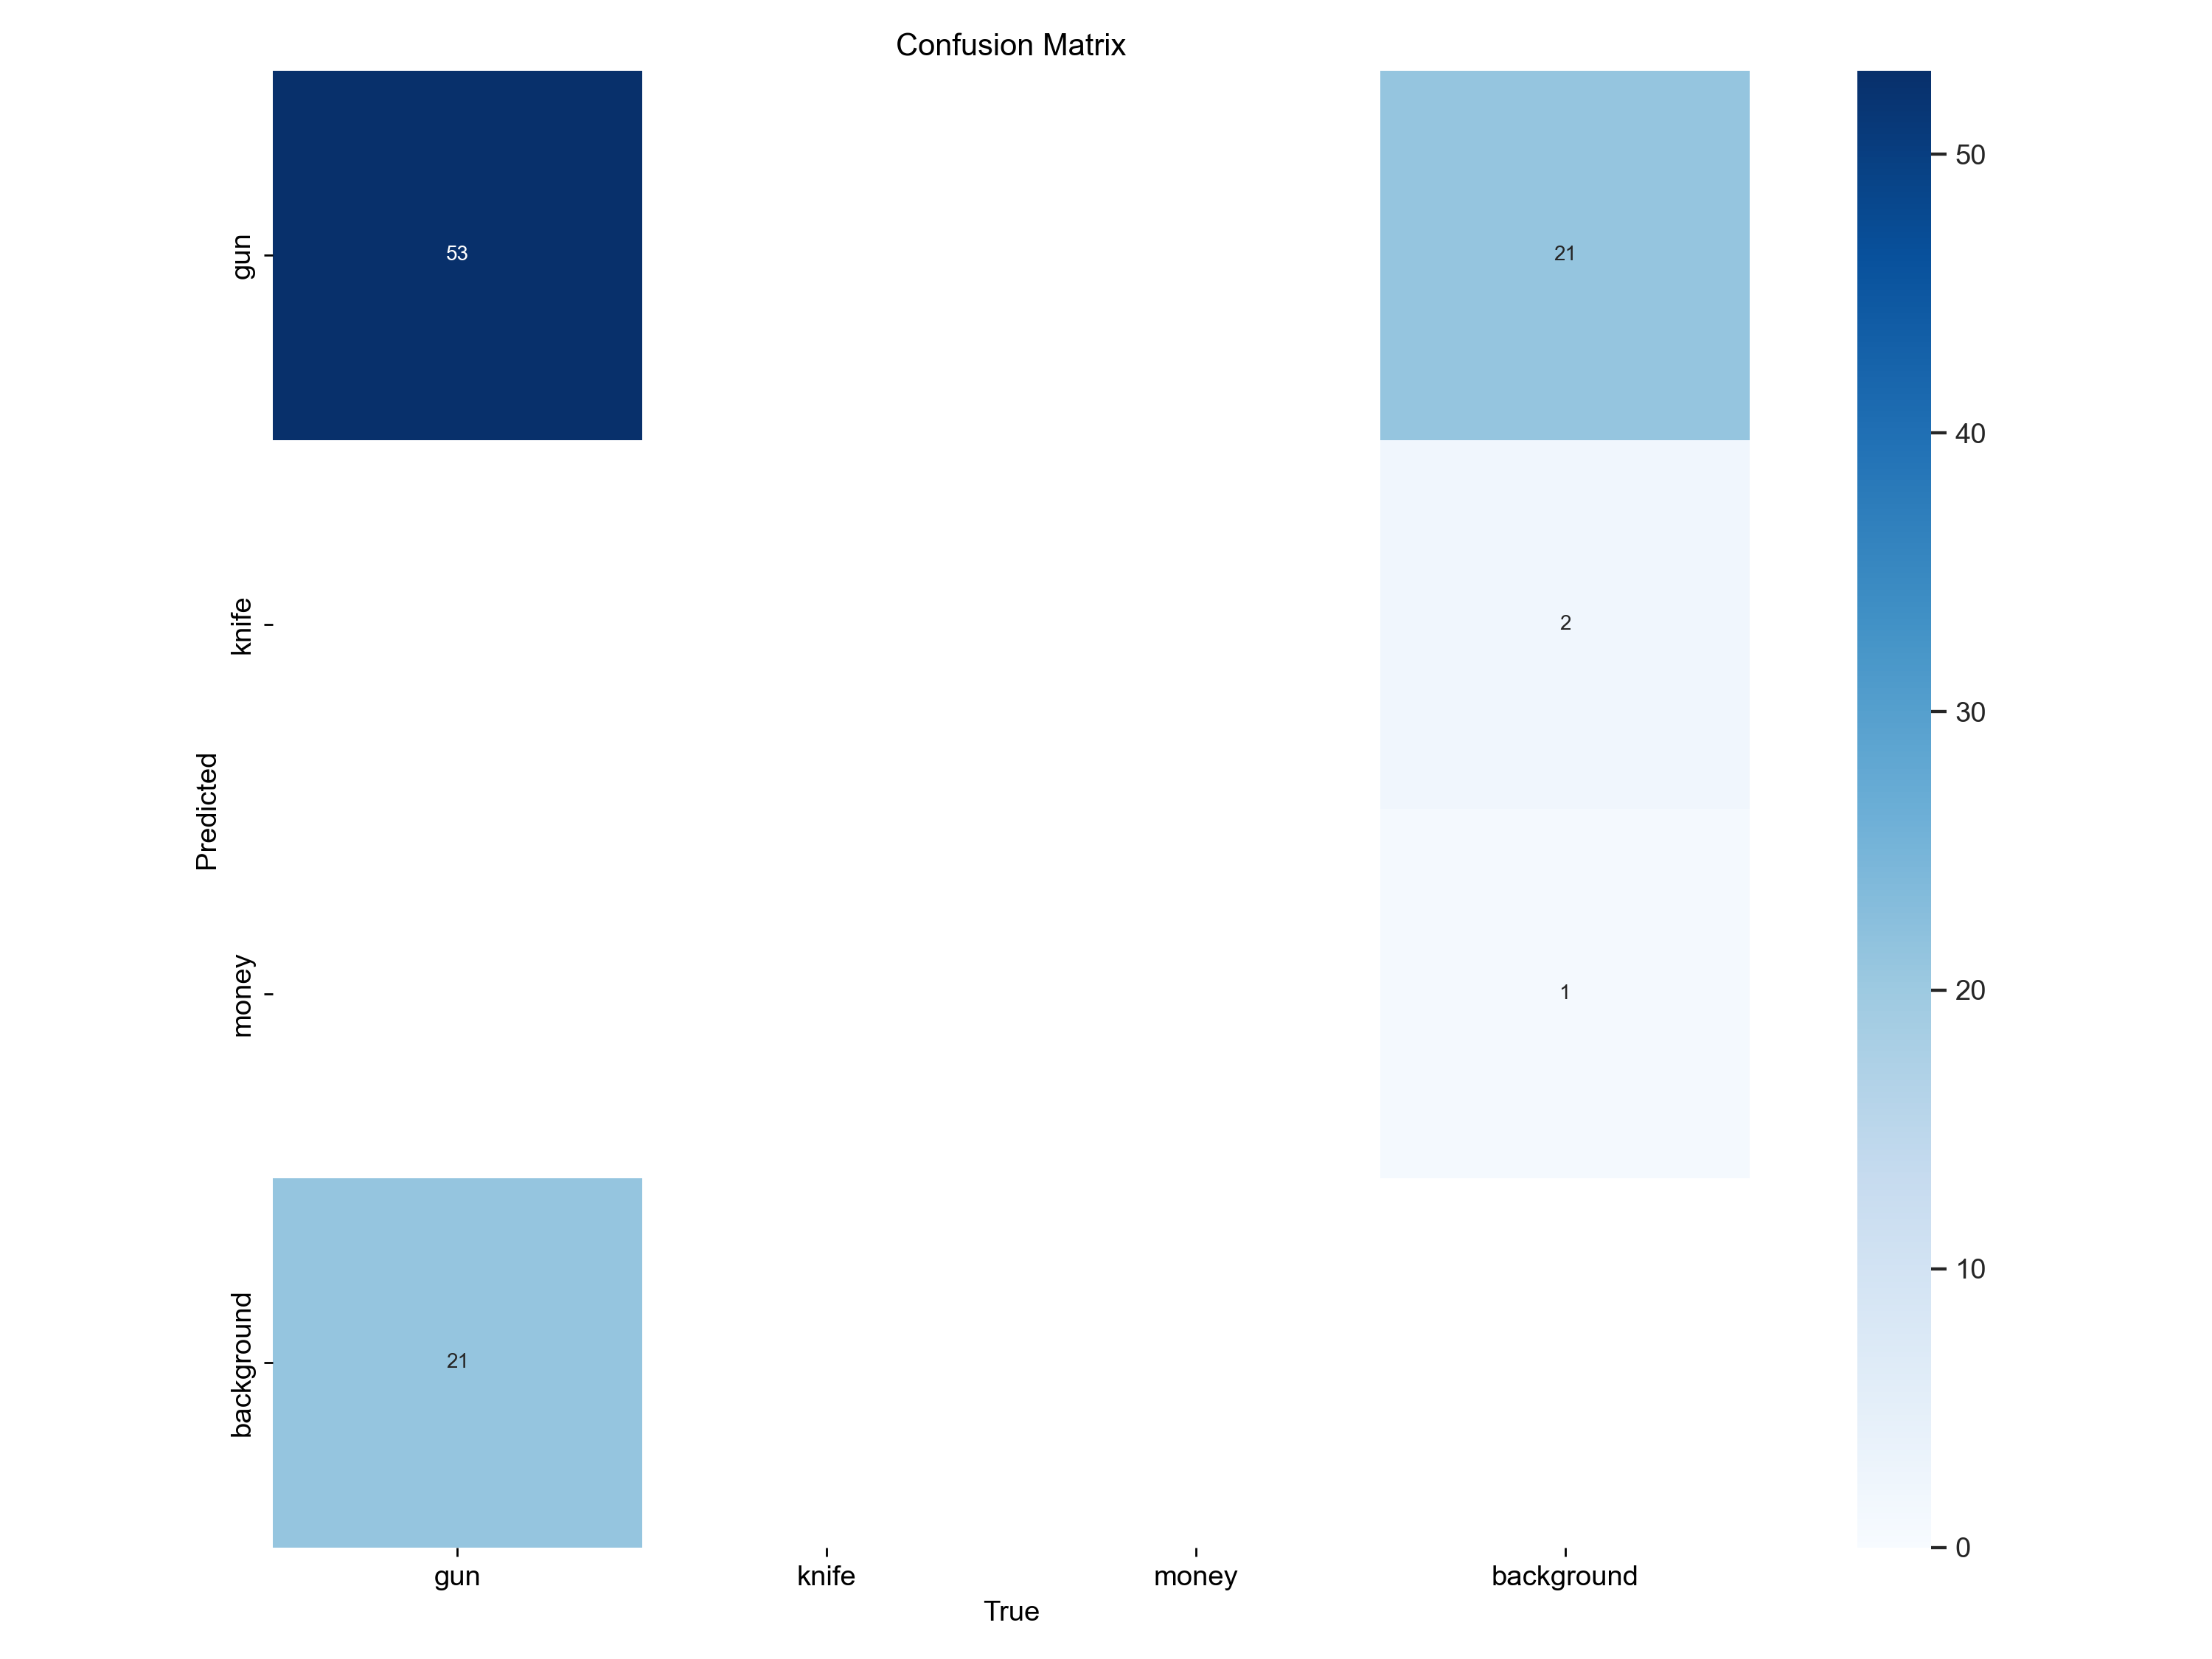 Confusion Matrix
gun
53
21
50
40
knife
2
30
Predicted
money
1
20
background
21
10
0
gun
knife
money
background
True